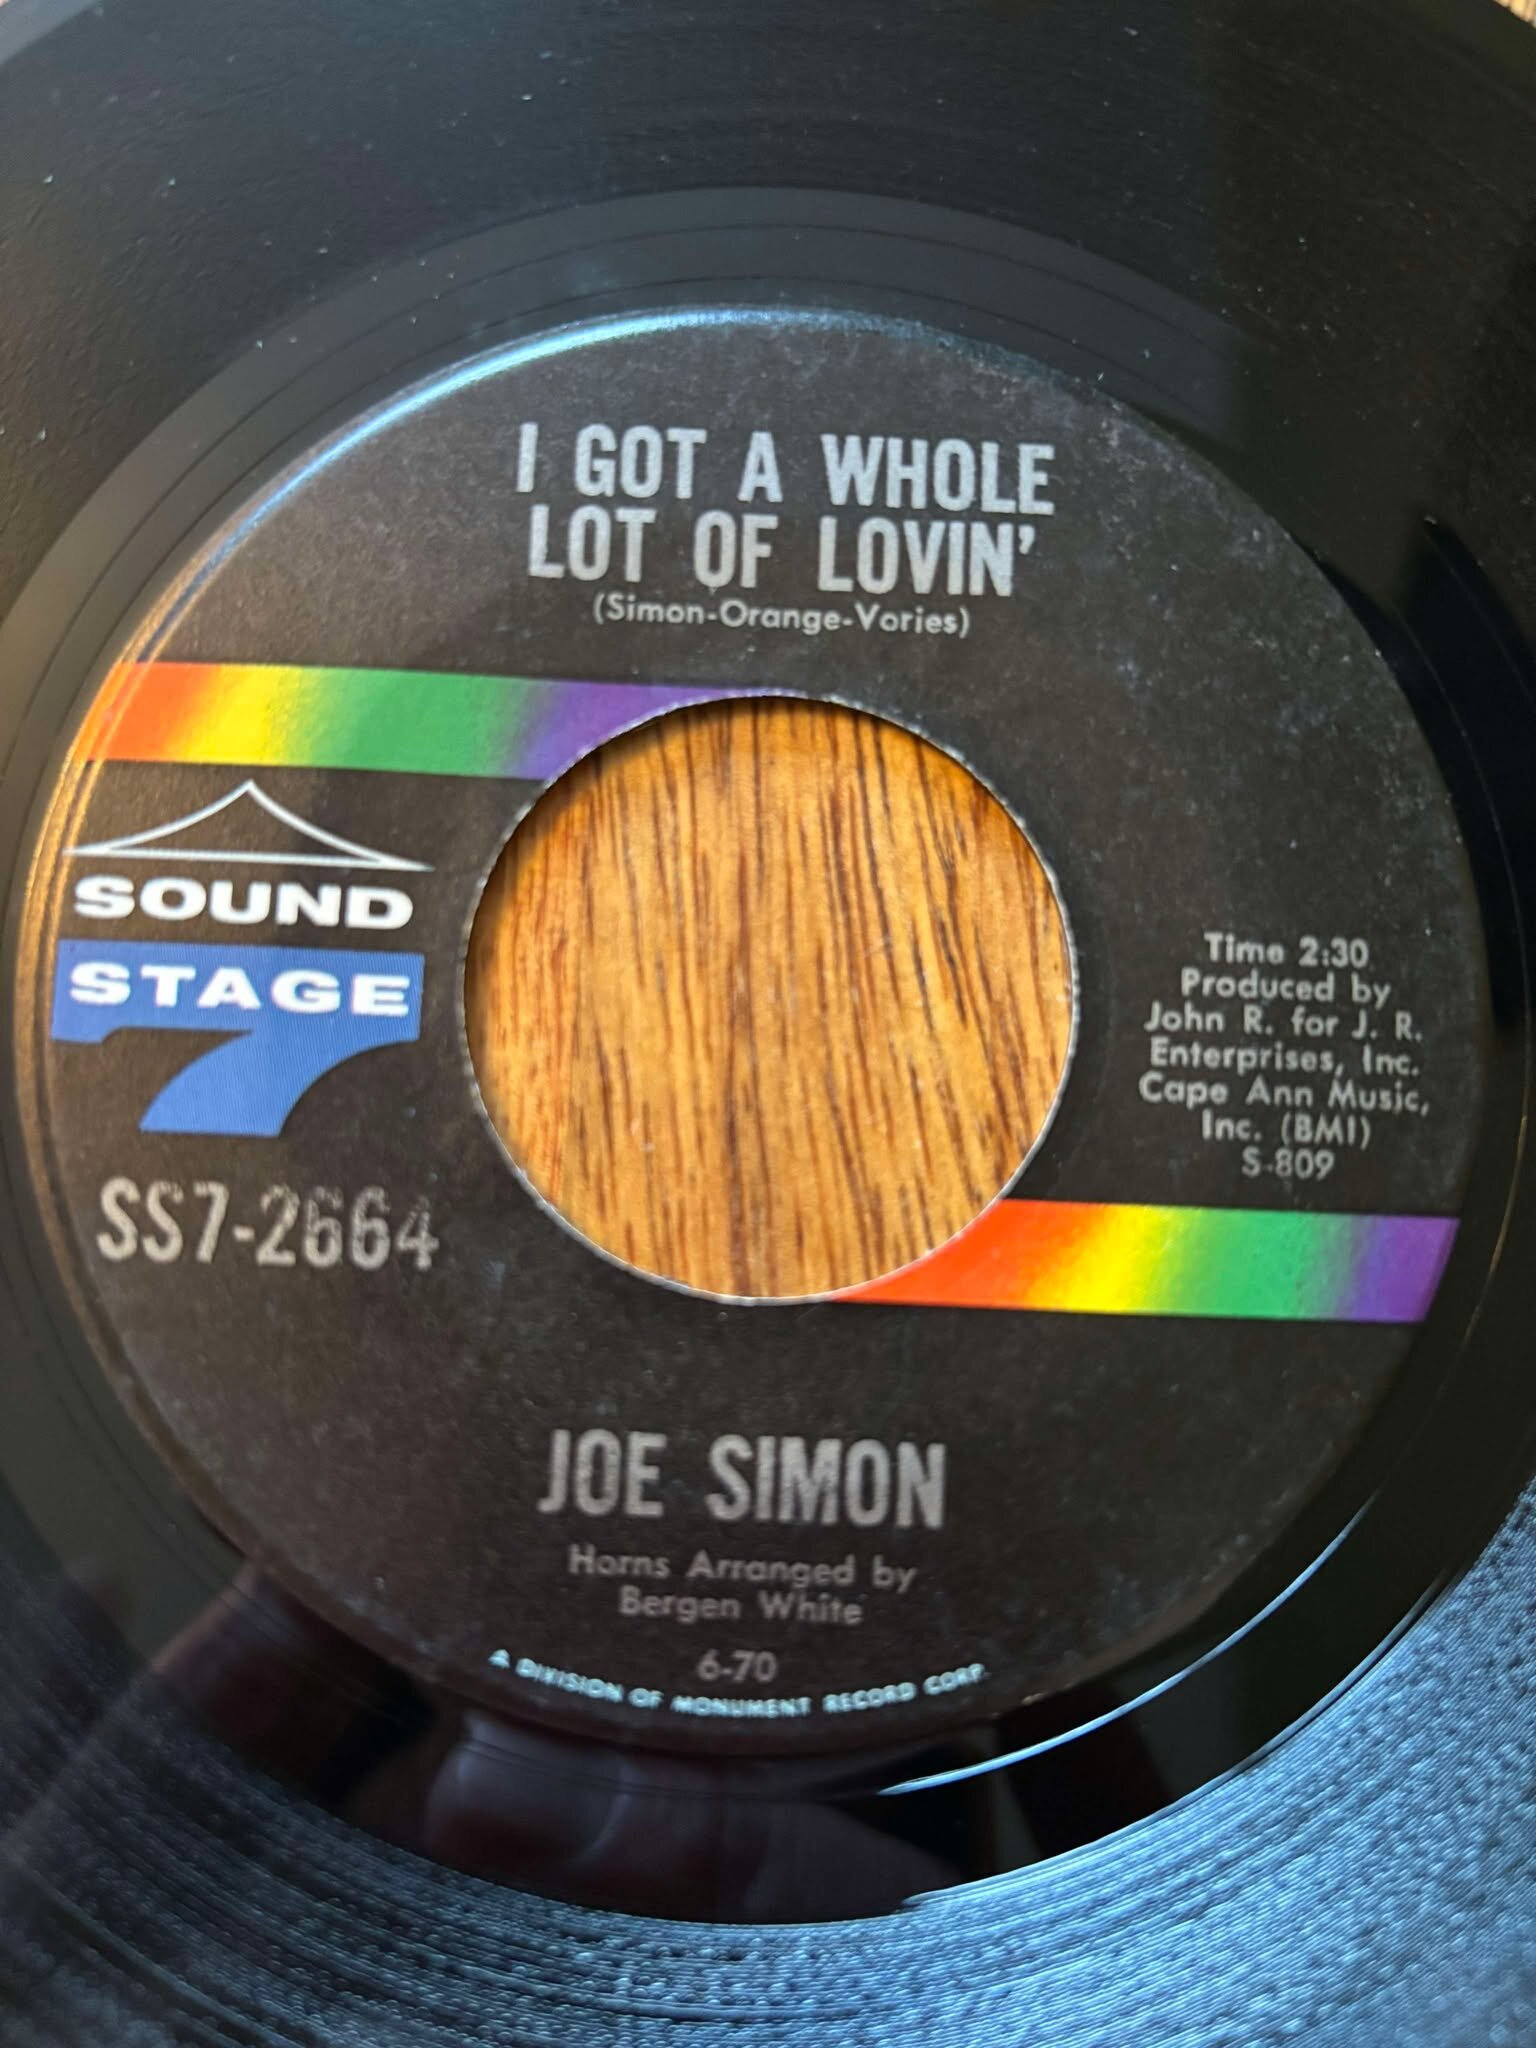 I GOT A WHOLE
LOT OF LOVIN'
(Simon-Orange-Vories)
SOUND
STAGE
7
SS7-2664
Time 2:30
Produced by
John R. for J. R.
Enterprises, Inc.
Cape Ann Music,
Inc. (BMI)
S-809
JOE SIMON
Horns Arranged by
Bergen White
6-70
A DIVISION OF MONUMENT RECORD CORP.